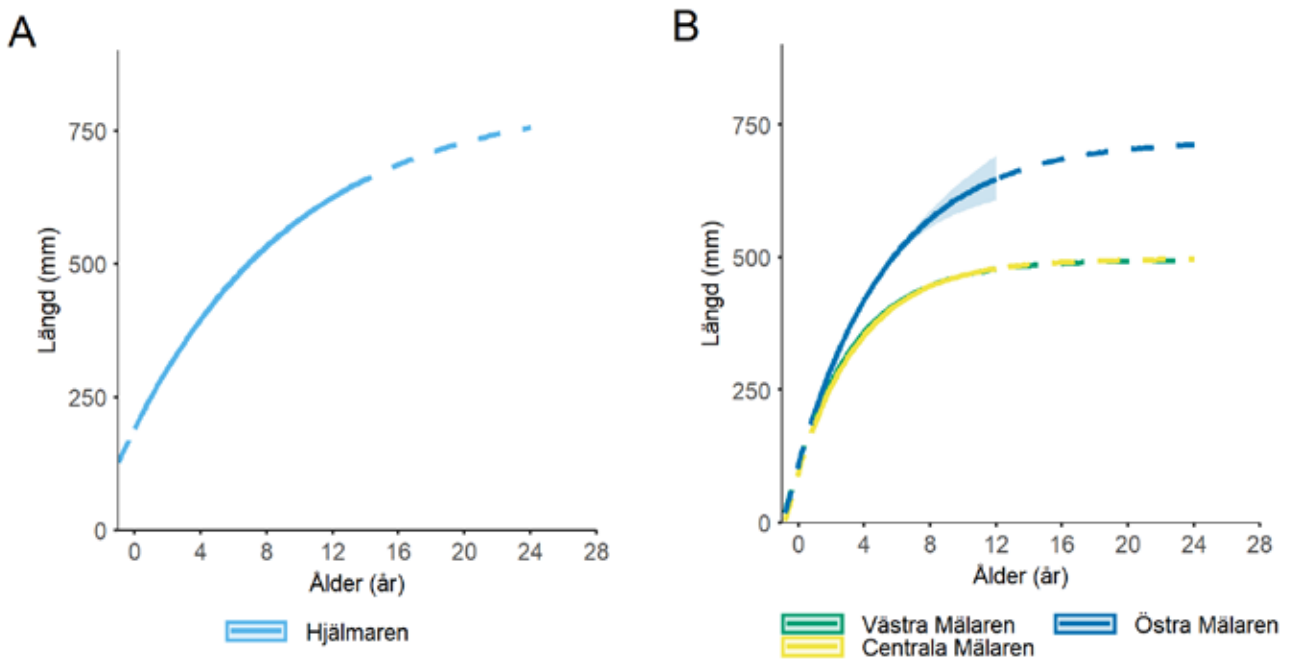 A
750
500
250
0
Längd (mm)
0 4 8 12 16 20 24 28
Ålder (år)
Hjälmaren
B
750
500
250
0
Längd (mm)
0 4 8 12 16 20 24 28
Ålder (år)
Västra Mälaren
Östra Mälaren
Centrala Mälaren